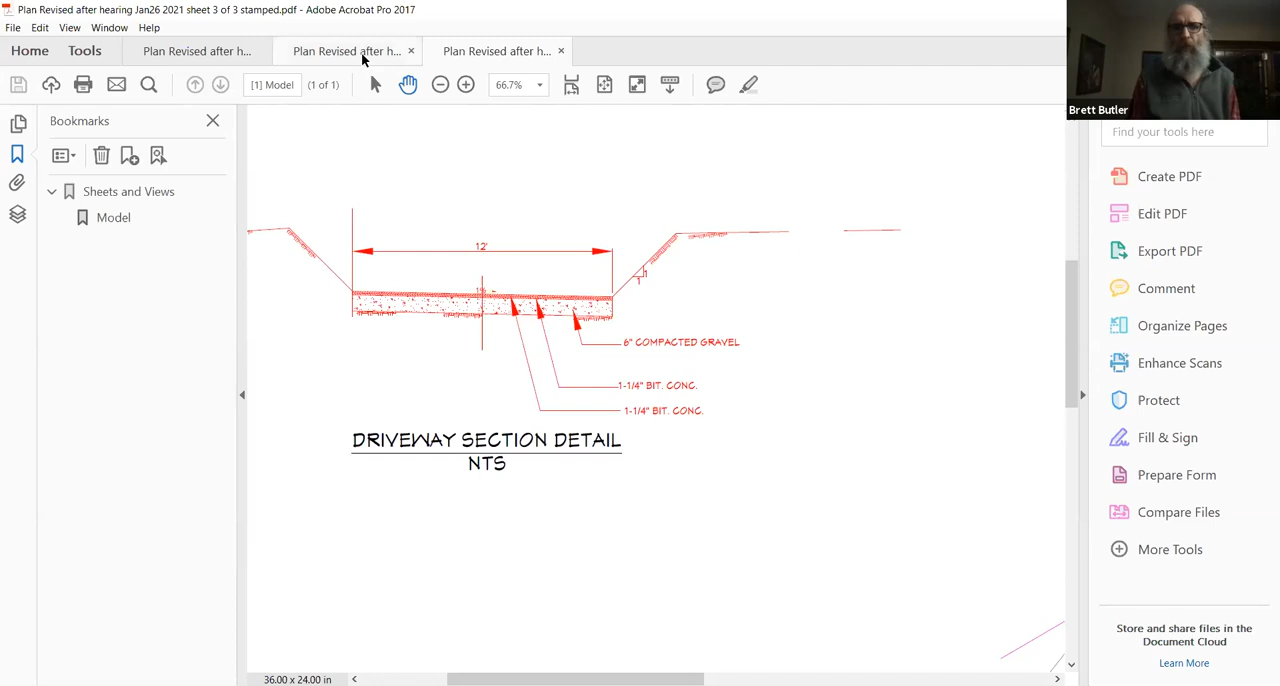 Plan Revised after hearing Jan26 2021 sheet 3 of 3 stamped.pdf - Adobe Acrobat Pro 2017
File Edit View Window Help
Home Tools Plan Revised after h... Plan Revised after h... × Plan Revised after h... ×
[1] Model (1 of 1) 66.7%
Brett Butler
Bookmarks
Sheets and Views
Model
Find your tools here
Create PDF
Edit PDF
Export PDF
Comment
Organize Pages
Enhance Scans
Protect
Fill & Sign
Prepare Form
Compare Files
More Tools
Store and share files in the
Document Cloud
Learn More
12'
1
1
1%
6" COMPACTED GRAVEL
1-1/4" BIT. CONC.
1-1/4" BIT. CONC.
DRIVEWAY SECTION DETAIL
NTS
36.00 x 24.00 in